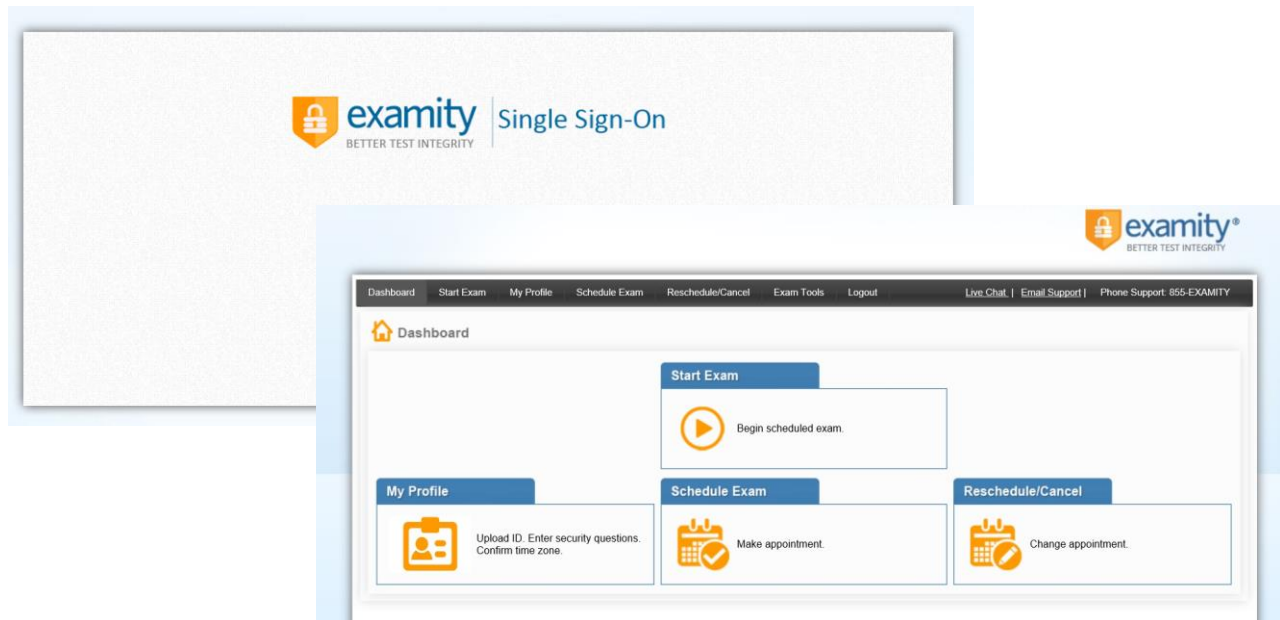 examity
BETTER TEST INTEGRITY
Single Sign-On
examity®
BETTER TEST INTEGRITY
Dashboard Start Exam My Profile Schedule Exam Reschedule/Cancel Exam Tools Logout Live Chat | Email Support | Phone Support: 855-EXAMITY
Dashboard
Start Exam
Begin scheduled exam.
My Profile
Upload ID. Enter security questions.
Confirm time zone.
Schedule Exam
Make appointment.
Reschedule/Cancel
Change appointment.